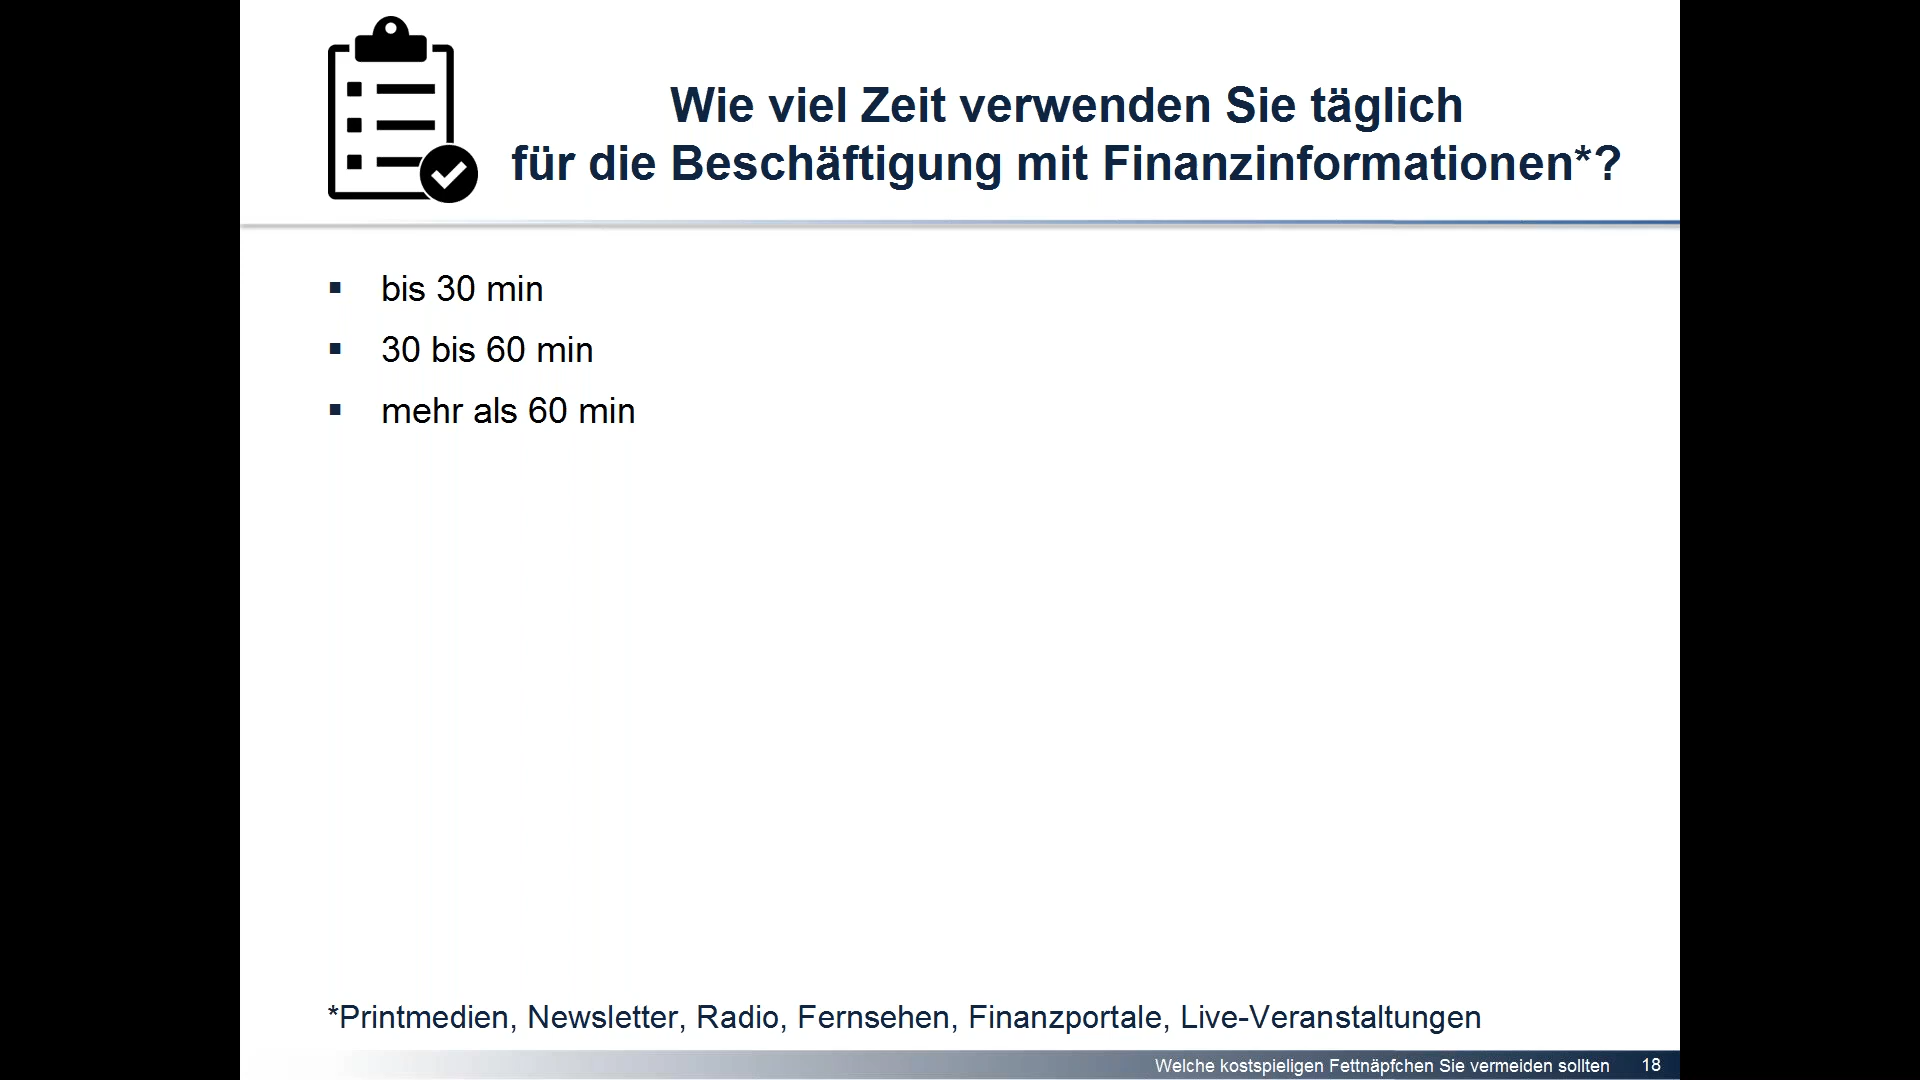 Wie viel Zeit verwenden Sie täglich
für die Beschäftigung mit Finanzinformationen*?
bis 30 min
30 bis 60 min
mehr als 60 min
*Printmedien, Newsletter, Radio, Fernsehen, Finanzportale, Live-Veranstaltungen
Welche kostspieligen Fettnäpfchen Sie vermeiden sollten 18